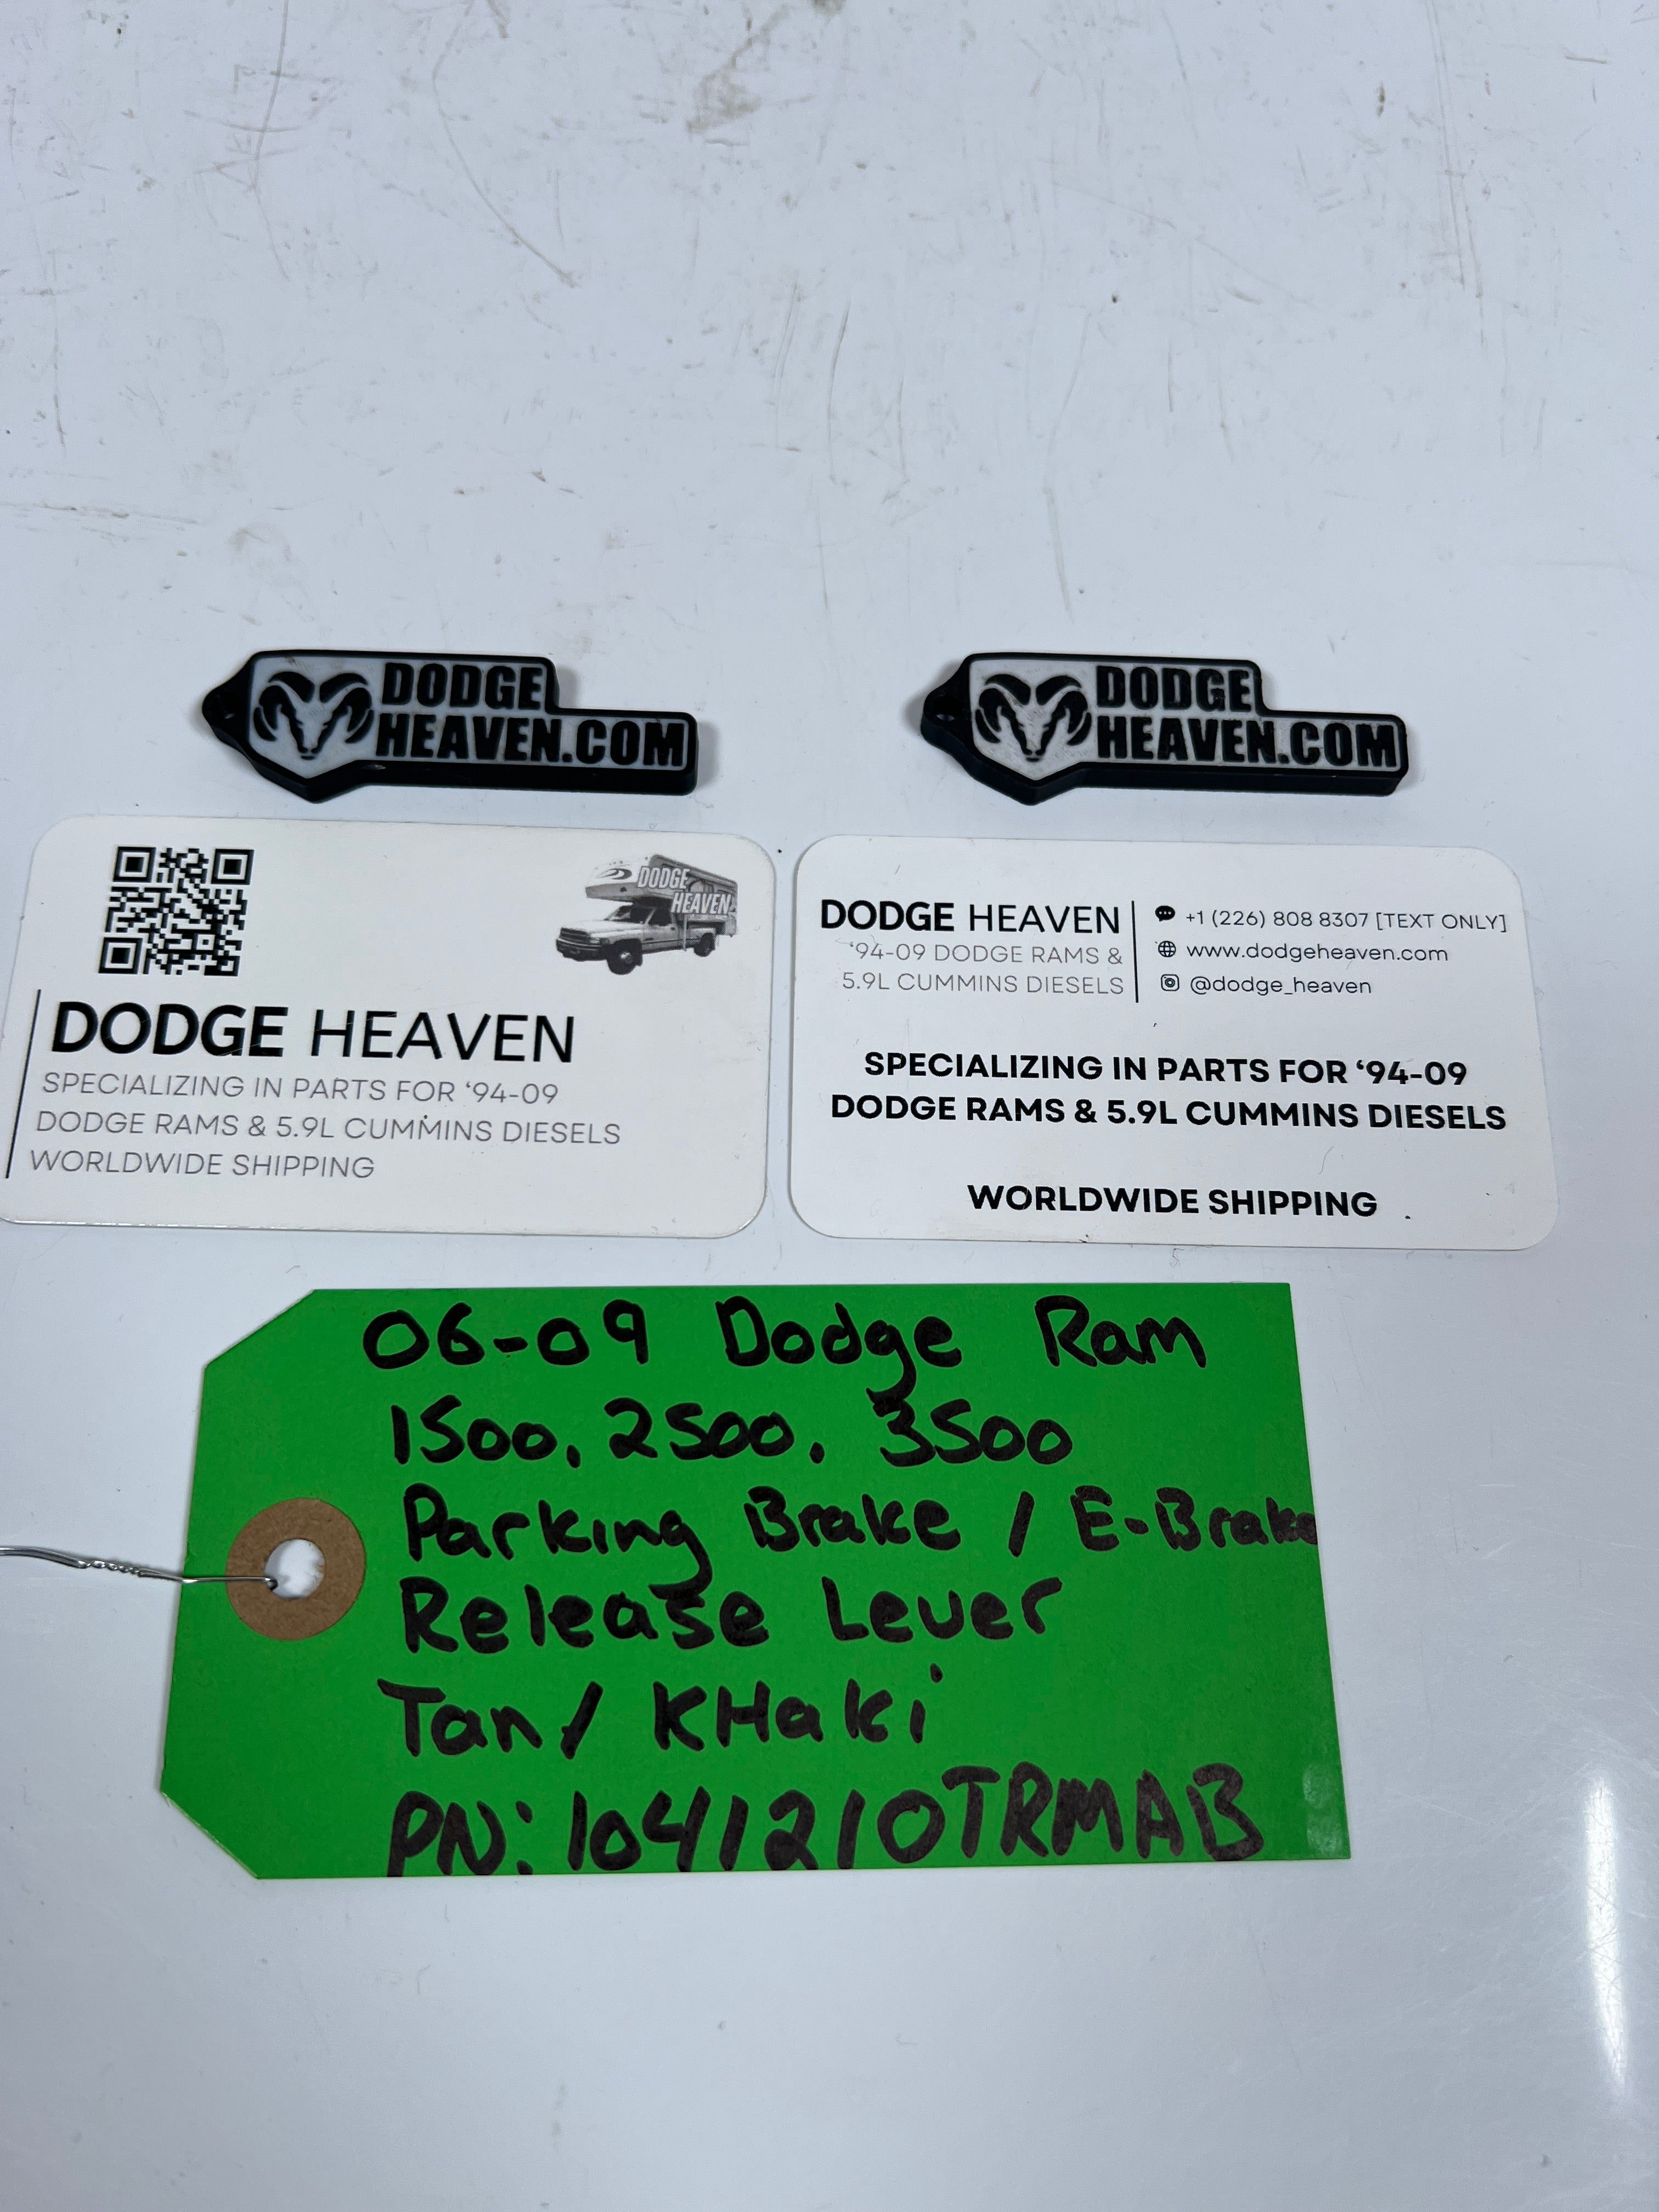 DODGE
HEAVEN.COM
DODGE
HEAVEN.COM
DODGE
HEAVEN
DODGE HEAVEN
SPECIALIZING IN PARTS FOR ‘94-09
DODGE RAMS & 5.9L CUMMINS DIESELS
WORLDWIDE SHIPPING
DODGE HEAVEN
‘94-09 DODGE RAMS &
5.9L CUMMINS DIESELS
+1 (226) 808 8307 [TEXT ONLY]
www.dodgeheaven.com
@dodge_heaven
SPECIALIZING IN PARTS FOR ‘94-09
DODGE RAMS & 5.9L CUMMINS DIESELS
WORLDWIDE SHIPPING
06-09 Dodge Ram
1500, 2500, 3500
Parking Brake / E-Brake
Release Lever
Tan/ KHaki
PN: 1041210TRMAB